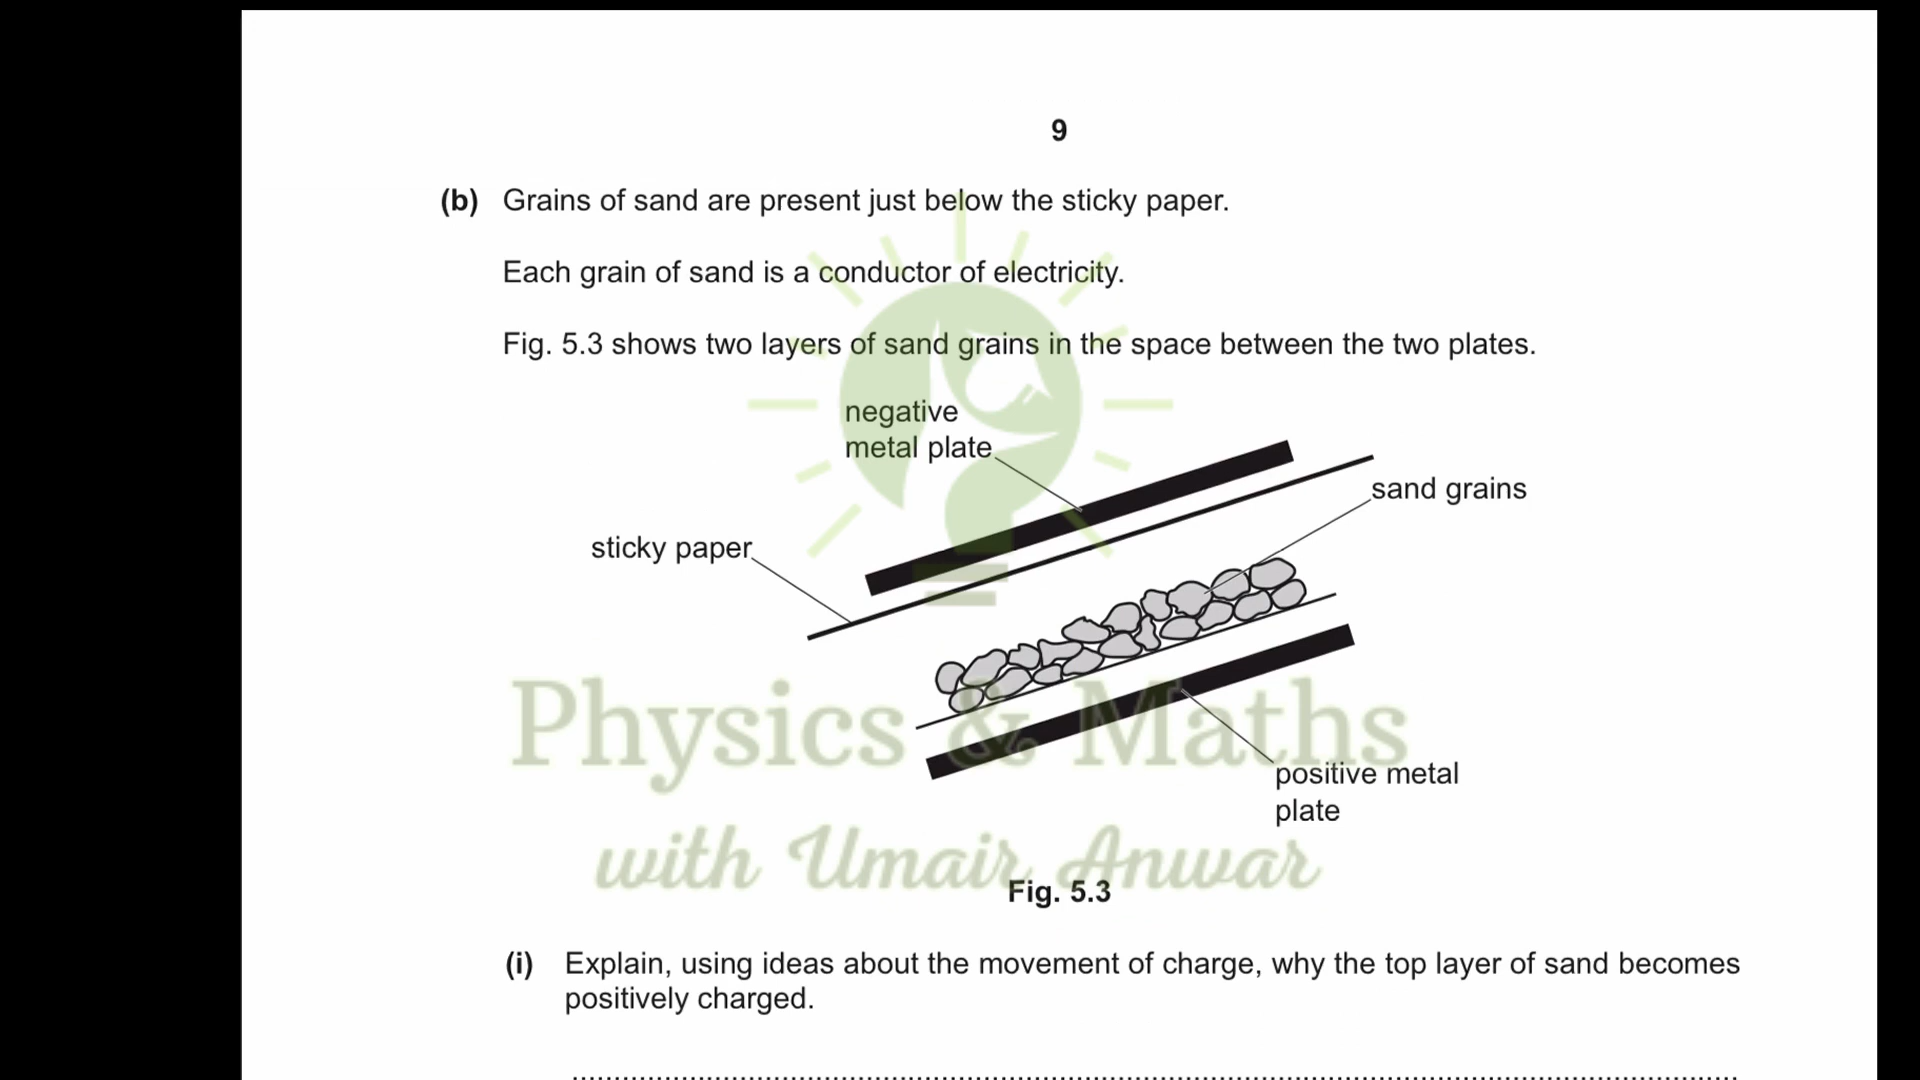 9
(b) Grains of sand are present just below the sticky paper.
Each grain of sand is a conductor of electricity.
Fig. 5.3 shows two layers of sand grains in the space between the two plates.
negative
metal plate
sand grains
sticky paper
Physics & Maths
positive metal
plate
with Umair Anwar
Fig. 5.3
(i) Explain, using ideas about the movement of charge, why the top layer of sand becomes
positively charged.